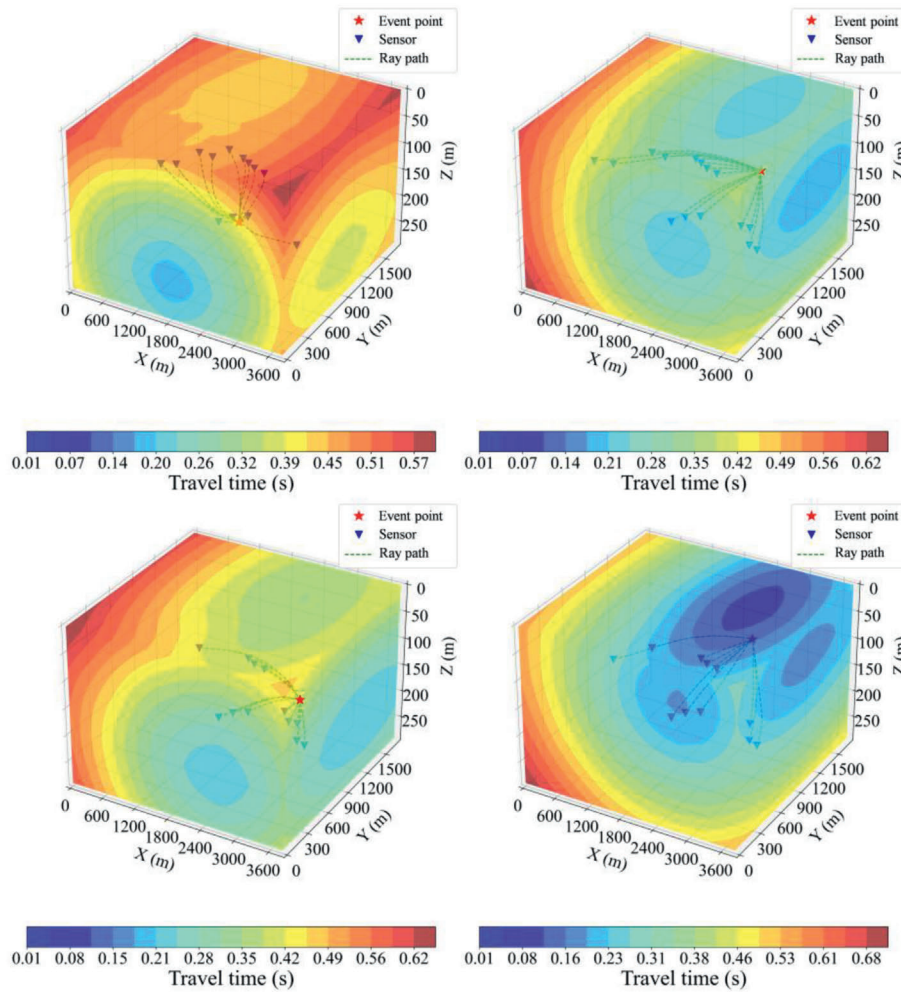 Event point
Sensor
Ray path
0
50
100
150
200
250
Z (m)
0
600
1200
1800
2400
3000
3600
X (m)
0
300
600
900
1200
1500
Y (m)
0.01 0.07 0.14 0.20 0.26 0.32 0.39 0.45 0.51 0.57
Travel time (s)
Event point
Sensor
Ray path
0
50
100
150
200
250
Z (m)
0
600
1200
1800
2400
3000
3600
X (m)
0
300
600
900
1200
1500
Y (m)
0.01 0.07 0.14 0.21 0.28 0.35 0.42 0.49 0.56 0.62
Travel time (s)
Event point
Sensor
Ray path
0
50
100
150
200
250
Z (m)
0
600
1200
1800
2400
3000
3600
X (m)
0
300
600
900
1200
1500
Y (m)
0.01 0.08 0.14 0.21 0.28 0.35 0.42 0.49 0.56 0.62
Travel time (s)
Event point
Sensor
Ray path
0
50
100
150
200
250
Z (m)
0
600
1200
1800
2400
3000
3600
X (m)
0
300
600
900
1200
1500
Y (m)
0.01 0.08 0.16 0.23 0.31 0.38 0.46 0.53 0.61 0.68
Travel time (s)